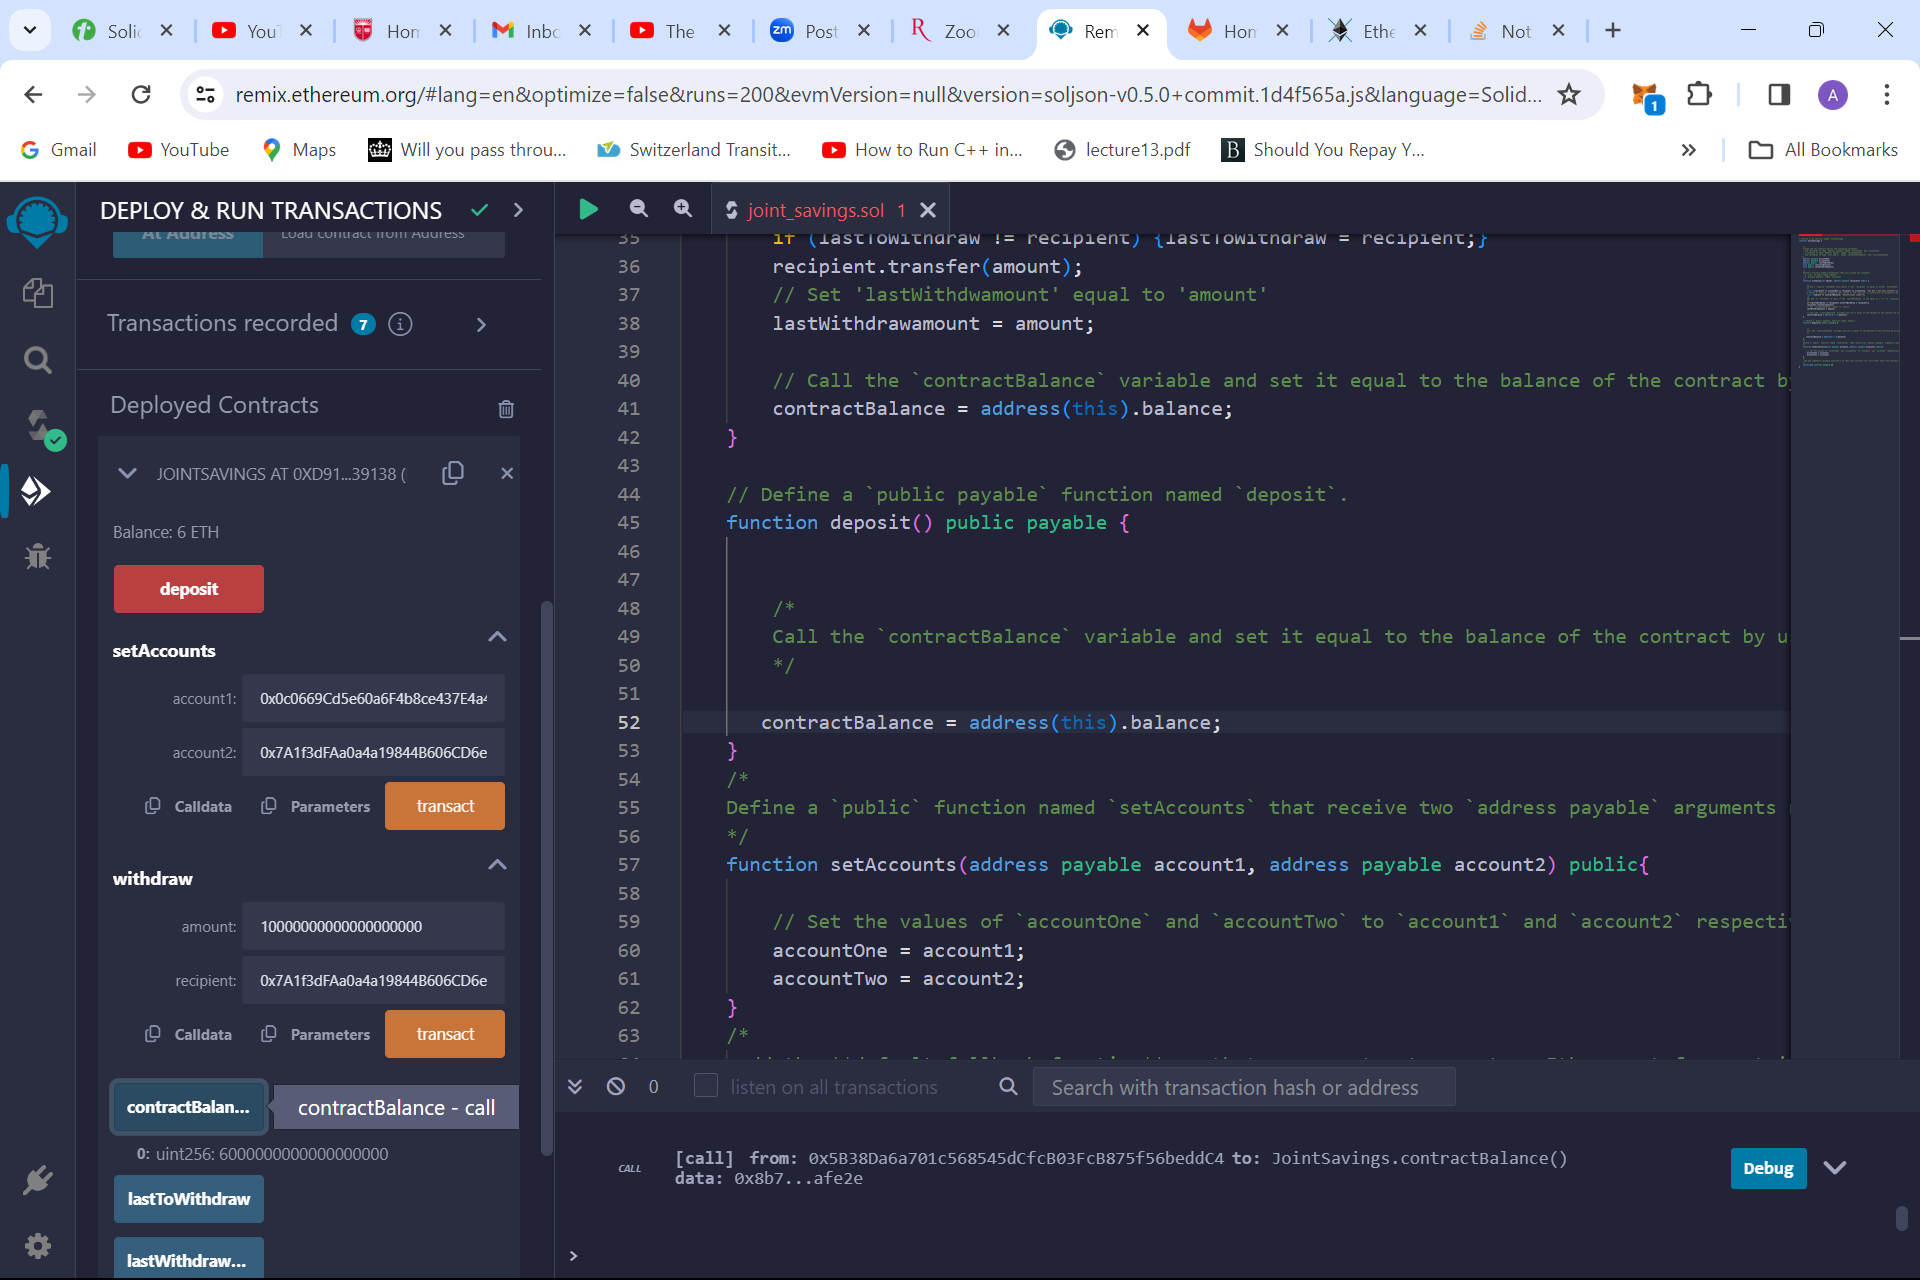 Solid
YouT
Hom
Inbo
The
Post
Zoo
Rem
Hom
Ethe
Not
remix.ethereum.org/#lang=en&optimize=false&runs=200&evmVersion=null&version=soljson-v0.5.0+commit.1d4f565a.js&language=Solid...
1
A
Gmail
YouTube
Maps
Will you pass throu...
Switzerland Transit...
How to Run C++ in...
lecture13.pdf
Should You Repay Y...
All Bookmarks
DEPLOY & RUN TRANSACTIONS
At Address
Load contract from Address
Transactions recorded 7
Deployed Contracts
JOINTSAVINGS AT 0XD91...39138 (
Balance: 6 ETH
deposit
setAccounts
account1: 0x0c0669Cd5e60a6F4b8ce437E4a4
account2: 0x7A1f3dFAa0a4a19844B606CD6e
Calldata Parameters transact
withdraw
amount: 10000000000000000000
recipient: 0x7A1f3dFAa0a4a19844B606CD6e
Calldata Parameters transact
contractBalan... contractBalance - call
0: uint256: 6000000000000000000
lastToWithdraw
lastWithdraw...
joint_savings.sol 1
35 if (lastToWithdraw != recipient) {lastToWithdraw = recipient;}
36 recipient.transfer(amount);
37 // Set 'lastWithdwamount' equal to 'amount'
38 lastWithdrawamount = amount;
39
40 // Call the `contractBalance` variable and set it equal to the balance of the contract by
41 contractBalance = address(this).balance;
42 }
43
44 // Define a `public payable` function named `deposit`.
45 function deposit() public payable {
46
47
48 /*
49 Call the `contractBalance` variable and set it equal to the balance of the contract by u
50 */
51
52 contractBalance = address(this).balance;
53 }
54 /*
55 Define a `public` function named `setAccounts` that receive two `address payable` arguments
56 */
57 function setAccounts(address payable account1, address payable account2) public{
58
59 // Set the values of `accountOne` and `accountTwo` to `account1` and `account2` respecti
60 accountOne = account1;
61 accountTwo = account2;
62 }
63 /*
0 listen on all transactions Search with transaction hash or address
CALL [call] from: 0x5B38Da6a701c568545dCfcB03FcB875f56beddC4 to: JointSavings.contractBalance()
data: 0x8b7...afe2e
Debug
>